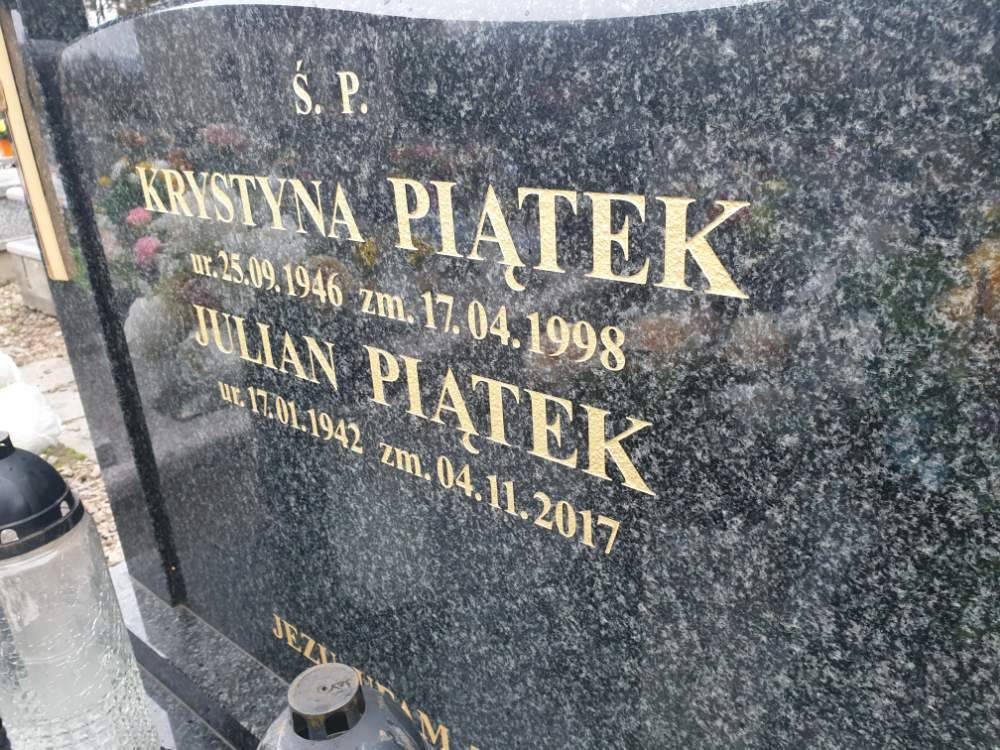 Ś. P.
KRYSTYNA PIĄTEK
ur. 25.09.1946 zm. 17.04.1998
JULIAN PIĄTEK
ur. 17.01.1942 zm. 04.11.2017